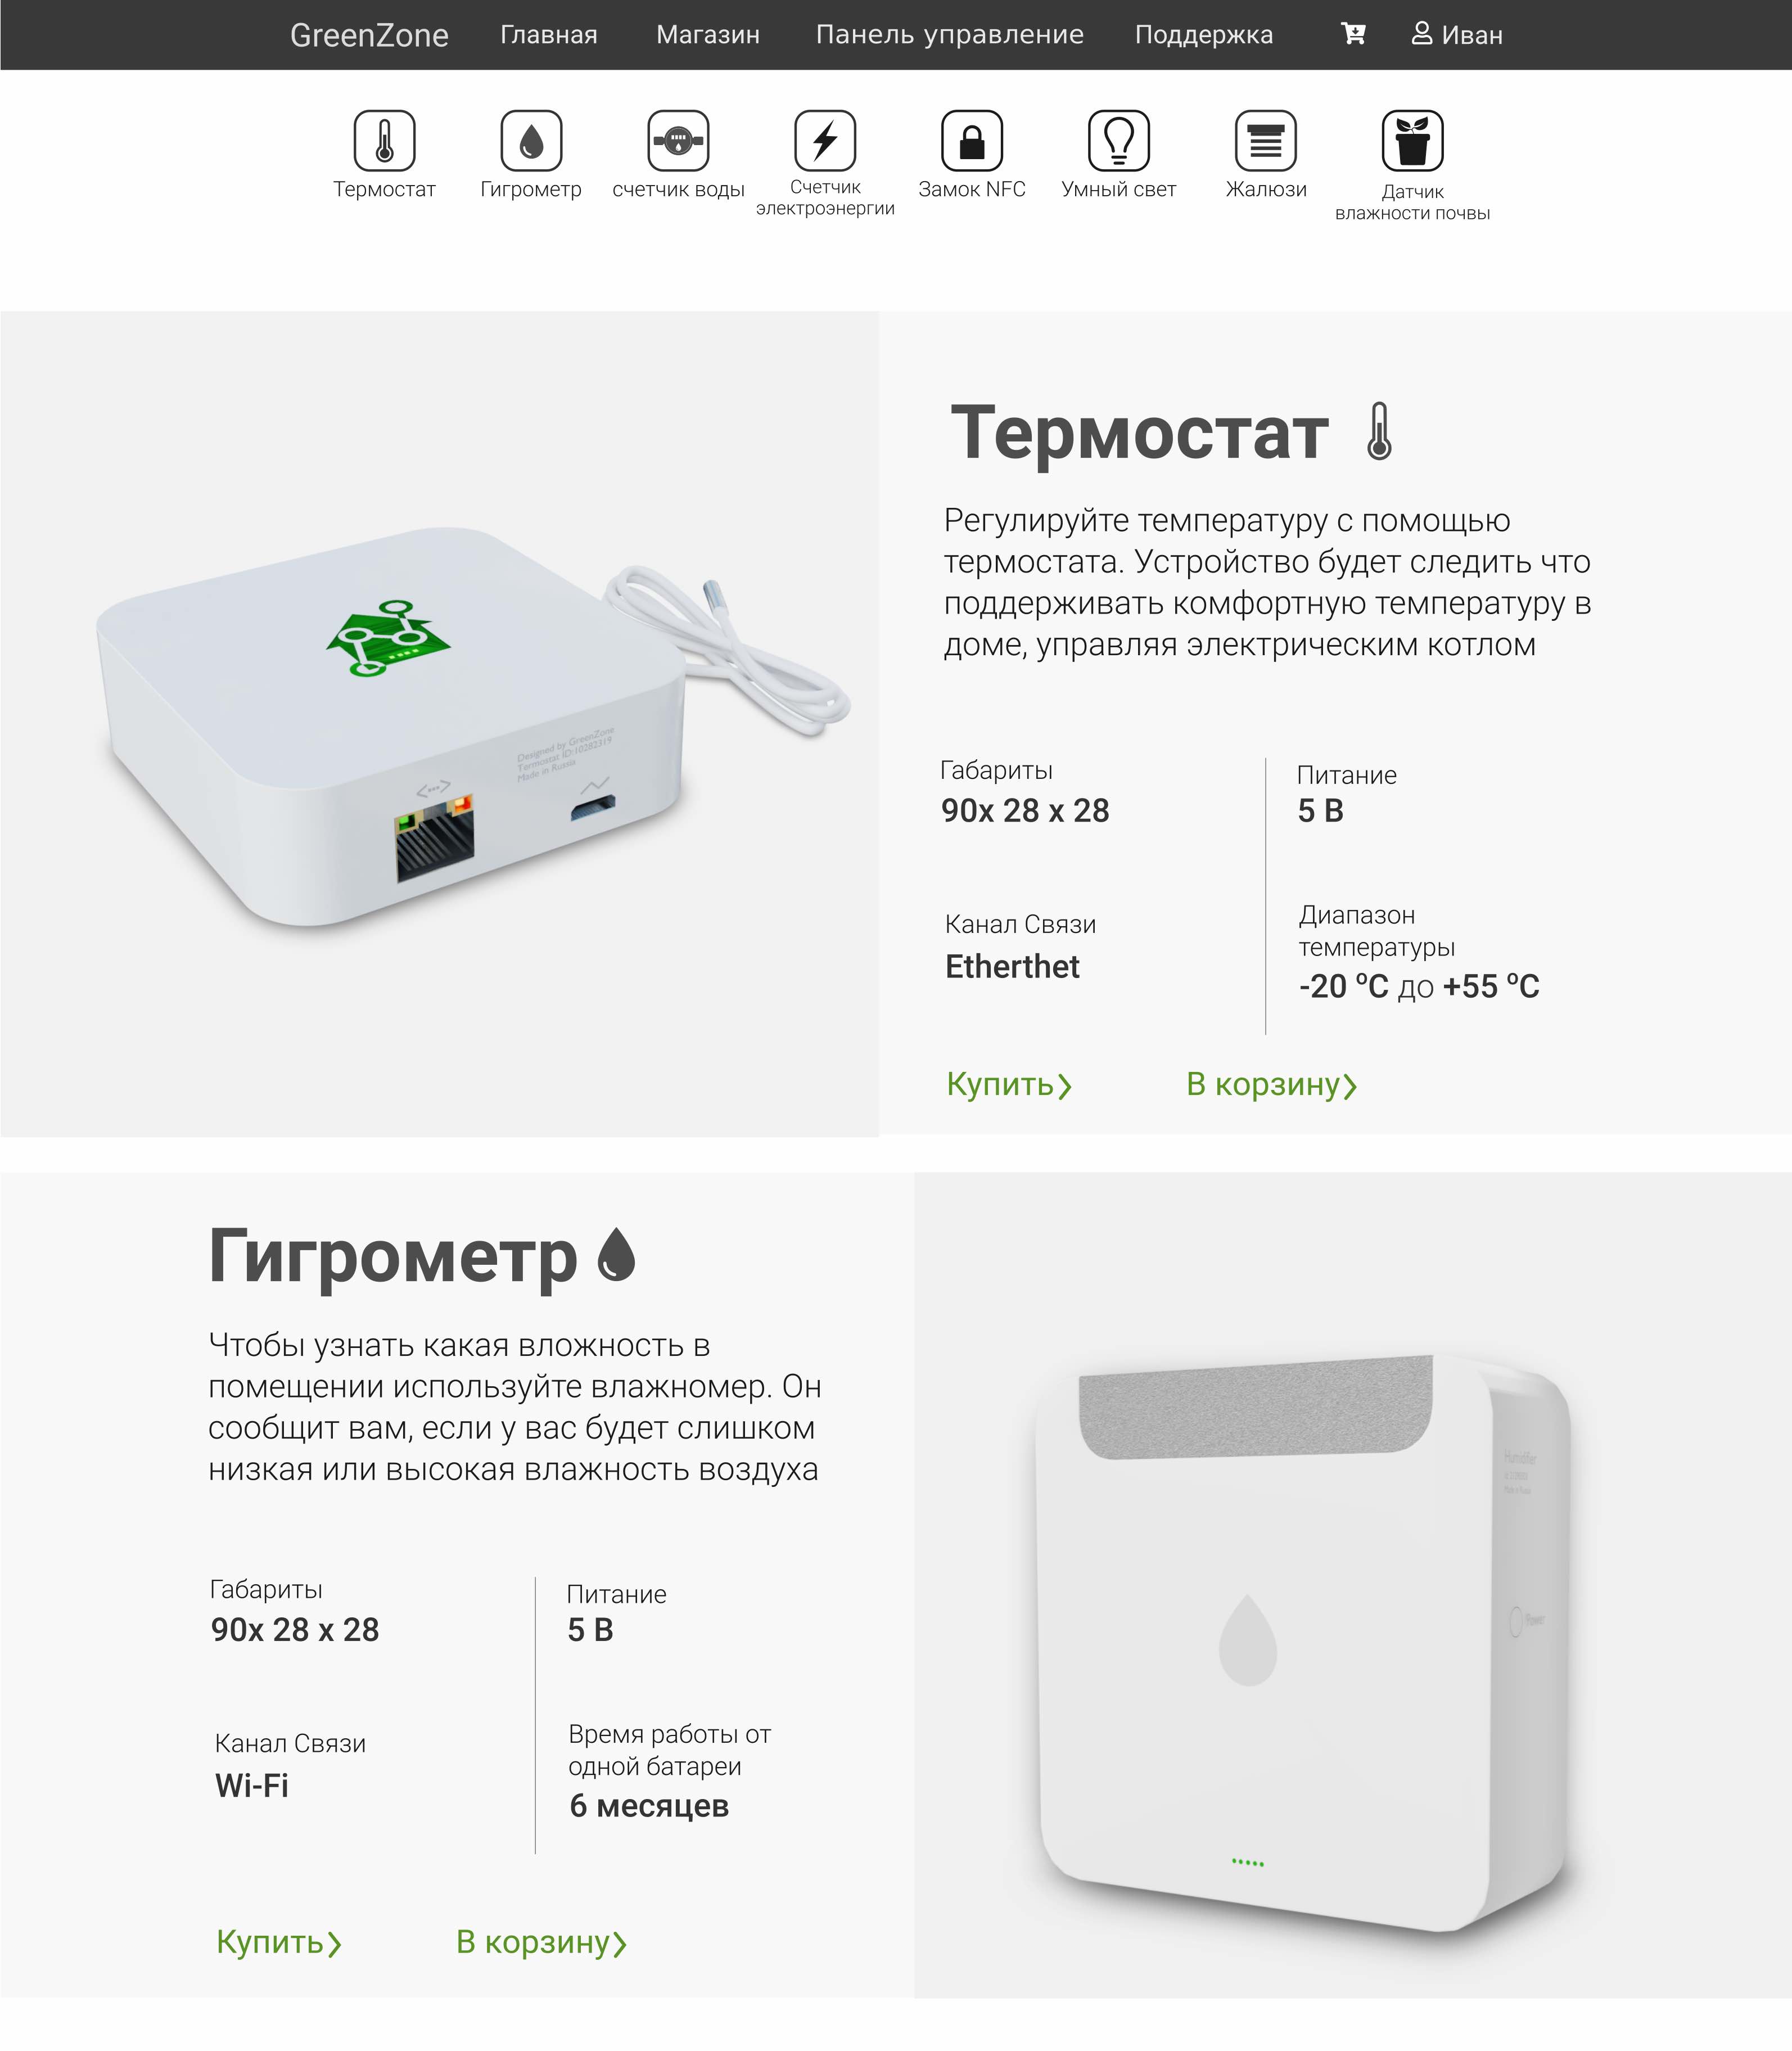 GreenZone Главная Магазин Панель управление Поддержка Иван
Термостат Гигрометр счетчик воды Счетчик электроэнергии Замок NFC Умный свет Жалюзи Датчик влажности почвы
Термостат
Регулируйте температуру с помощью
термостата. Устройство будет следить что
поддерживать комфортную температуру в
доме, управляя электрическим котлом
Designed by GreenZone
Termostat ID:10282319
Made in Russia
Габариты
90x 28 x 28
Питание
5 В
Канал Связи
Etherthet
Диапазон
температуры
-20 ºC до +55 ºC
Купить
В корзину
Гигрометр
Чтобы узнать какая вложность в
помещении используйте влажномер. Он
сообщит вам, если у вас будет слишком
низкая или высокая влажность воздуха
Габариты
90x 28 x 28
Питание
5 В
Канал Связи
Wi-Fi
Время работы от
одной батареи
6 месяцев
Купить
В корзину
Humidifier
Made in Russia
Power